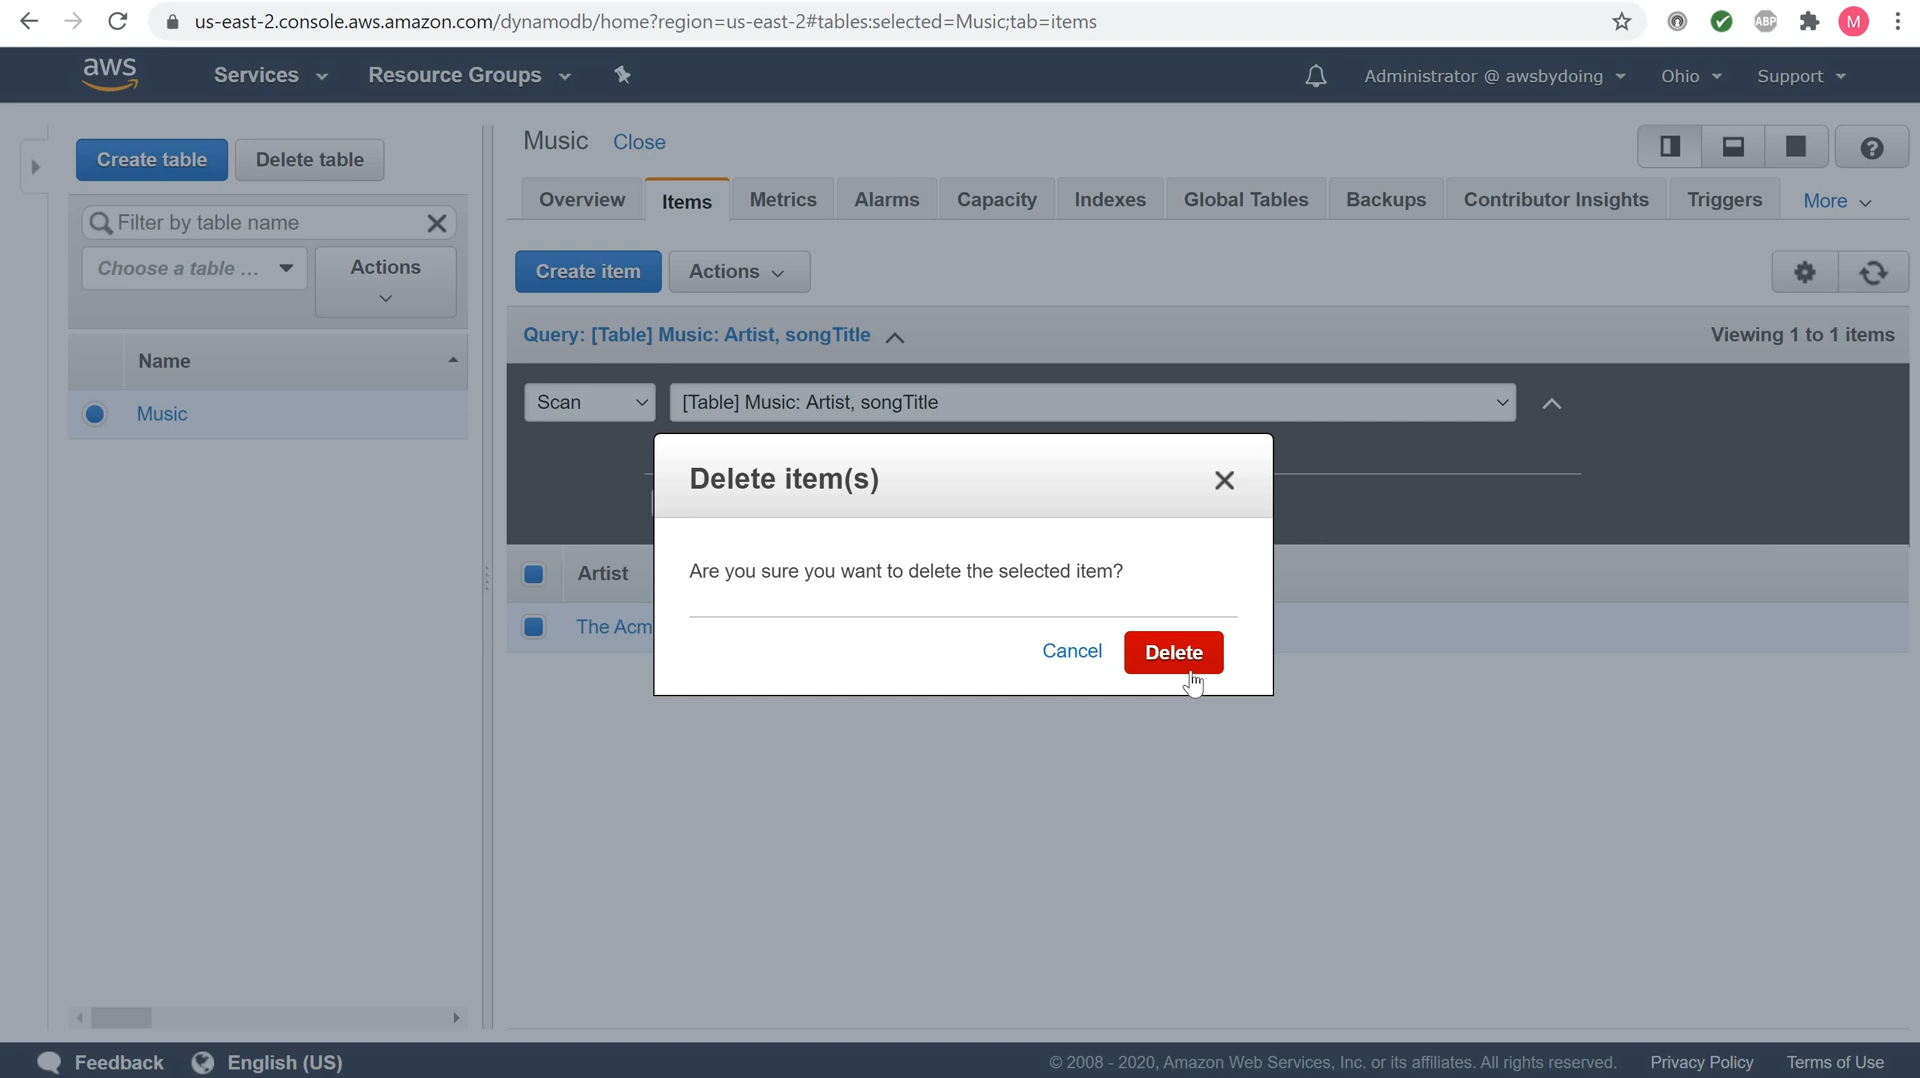 us-east-2.console.aws.amazon.com/dynamodb/home?region=us-east-2#tables:selected=Music;tab=items
ABP
M
aws
Services
Resource Groups
Administrator @ awsbydoing
Ohio
Support
Create table
Delete table
Filter by table name
Choose a table ...
Actions
Name
Music
Music
Close
Overview
Items
Metrics
Alarms
Capacity
Indexes
Global Tables
Backups
Contributor Insights
Triggers
More
Create item
Actions
Query: [Table] Music: Artist, songTitle
Viewing 1 to 1 items
Scan
[Table] Music: Artist, songTitle
Artist
The Acm
Delete item(s)
Are you sure you want to delete the selected item?
Cancel
Delete
Feedback
English (US)
© 2008 - 2020, Amazon Web Services, Inc. or its affiliates. All rights reserved.
Privacy Policy
Terms of Use